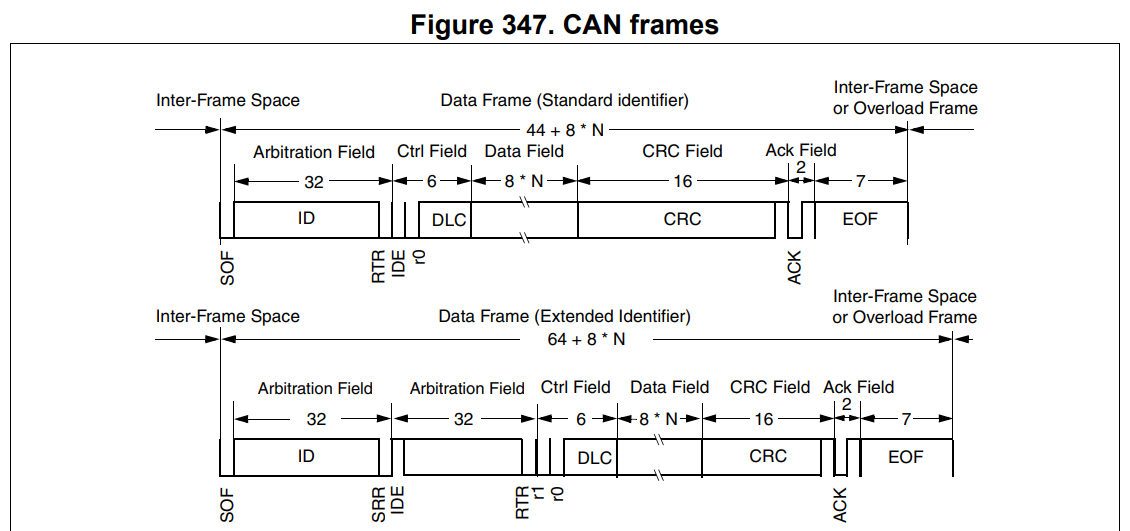 Figure 347. CAN frames
Inter-Frame Space
Data Frame (Standard identifier)
Inter-Frame Space
or Overload Frame
44 + 8 * N
Arbitration Field Ctrl Field Data Field CRC Field Ack Field
32 6 8 * N 16 2 7
ID DLC CRC EOF
SOF RTR IDE r0 ACK
Inter-Frame Space
Data Frame (Extended Identifier)
Inter-Frame Space
or Overload Frame
64 + 8 * N
Arbitration Field Arbitration Field Ctrl Field Data Field CRC Field Ack Field
32 32 6 8 * N 16 2 7
ID DLC CRC EOF
SOF SRR IDE RTR r1 r0 ACK